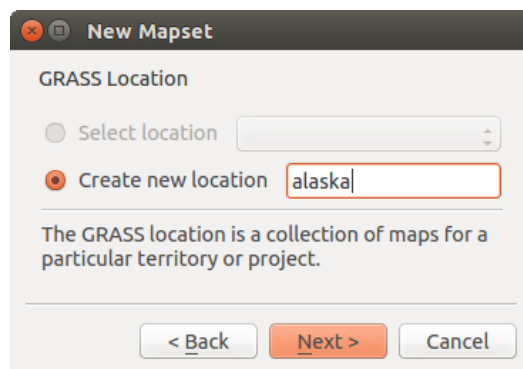 New Mapset
GRASS Location
Select location
Create new location alaska
The GRASS location is a collection of maps for a
particular territory or project.
< Back Next > Cancel